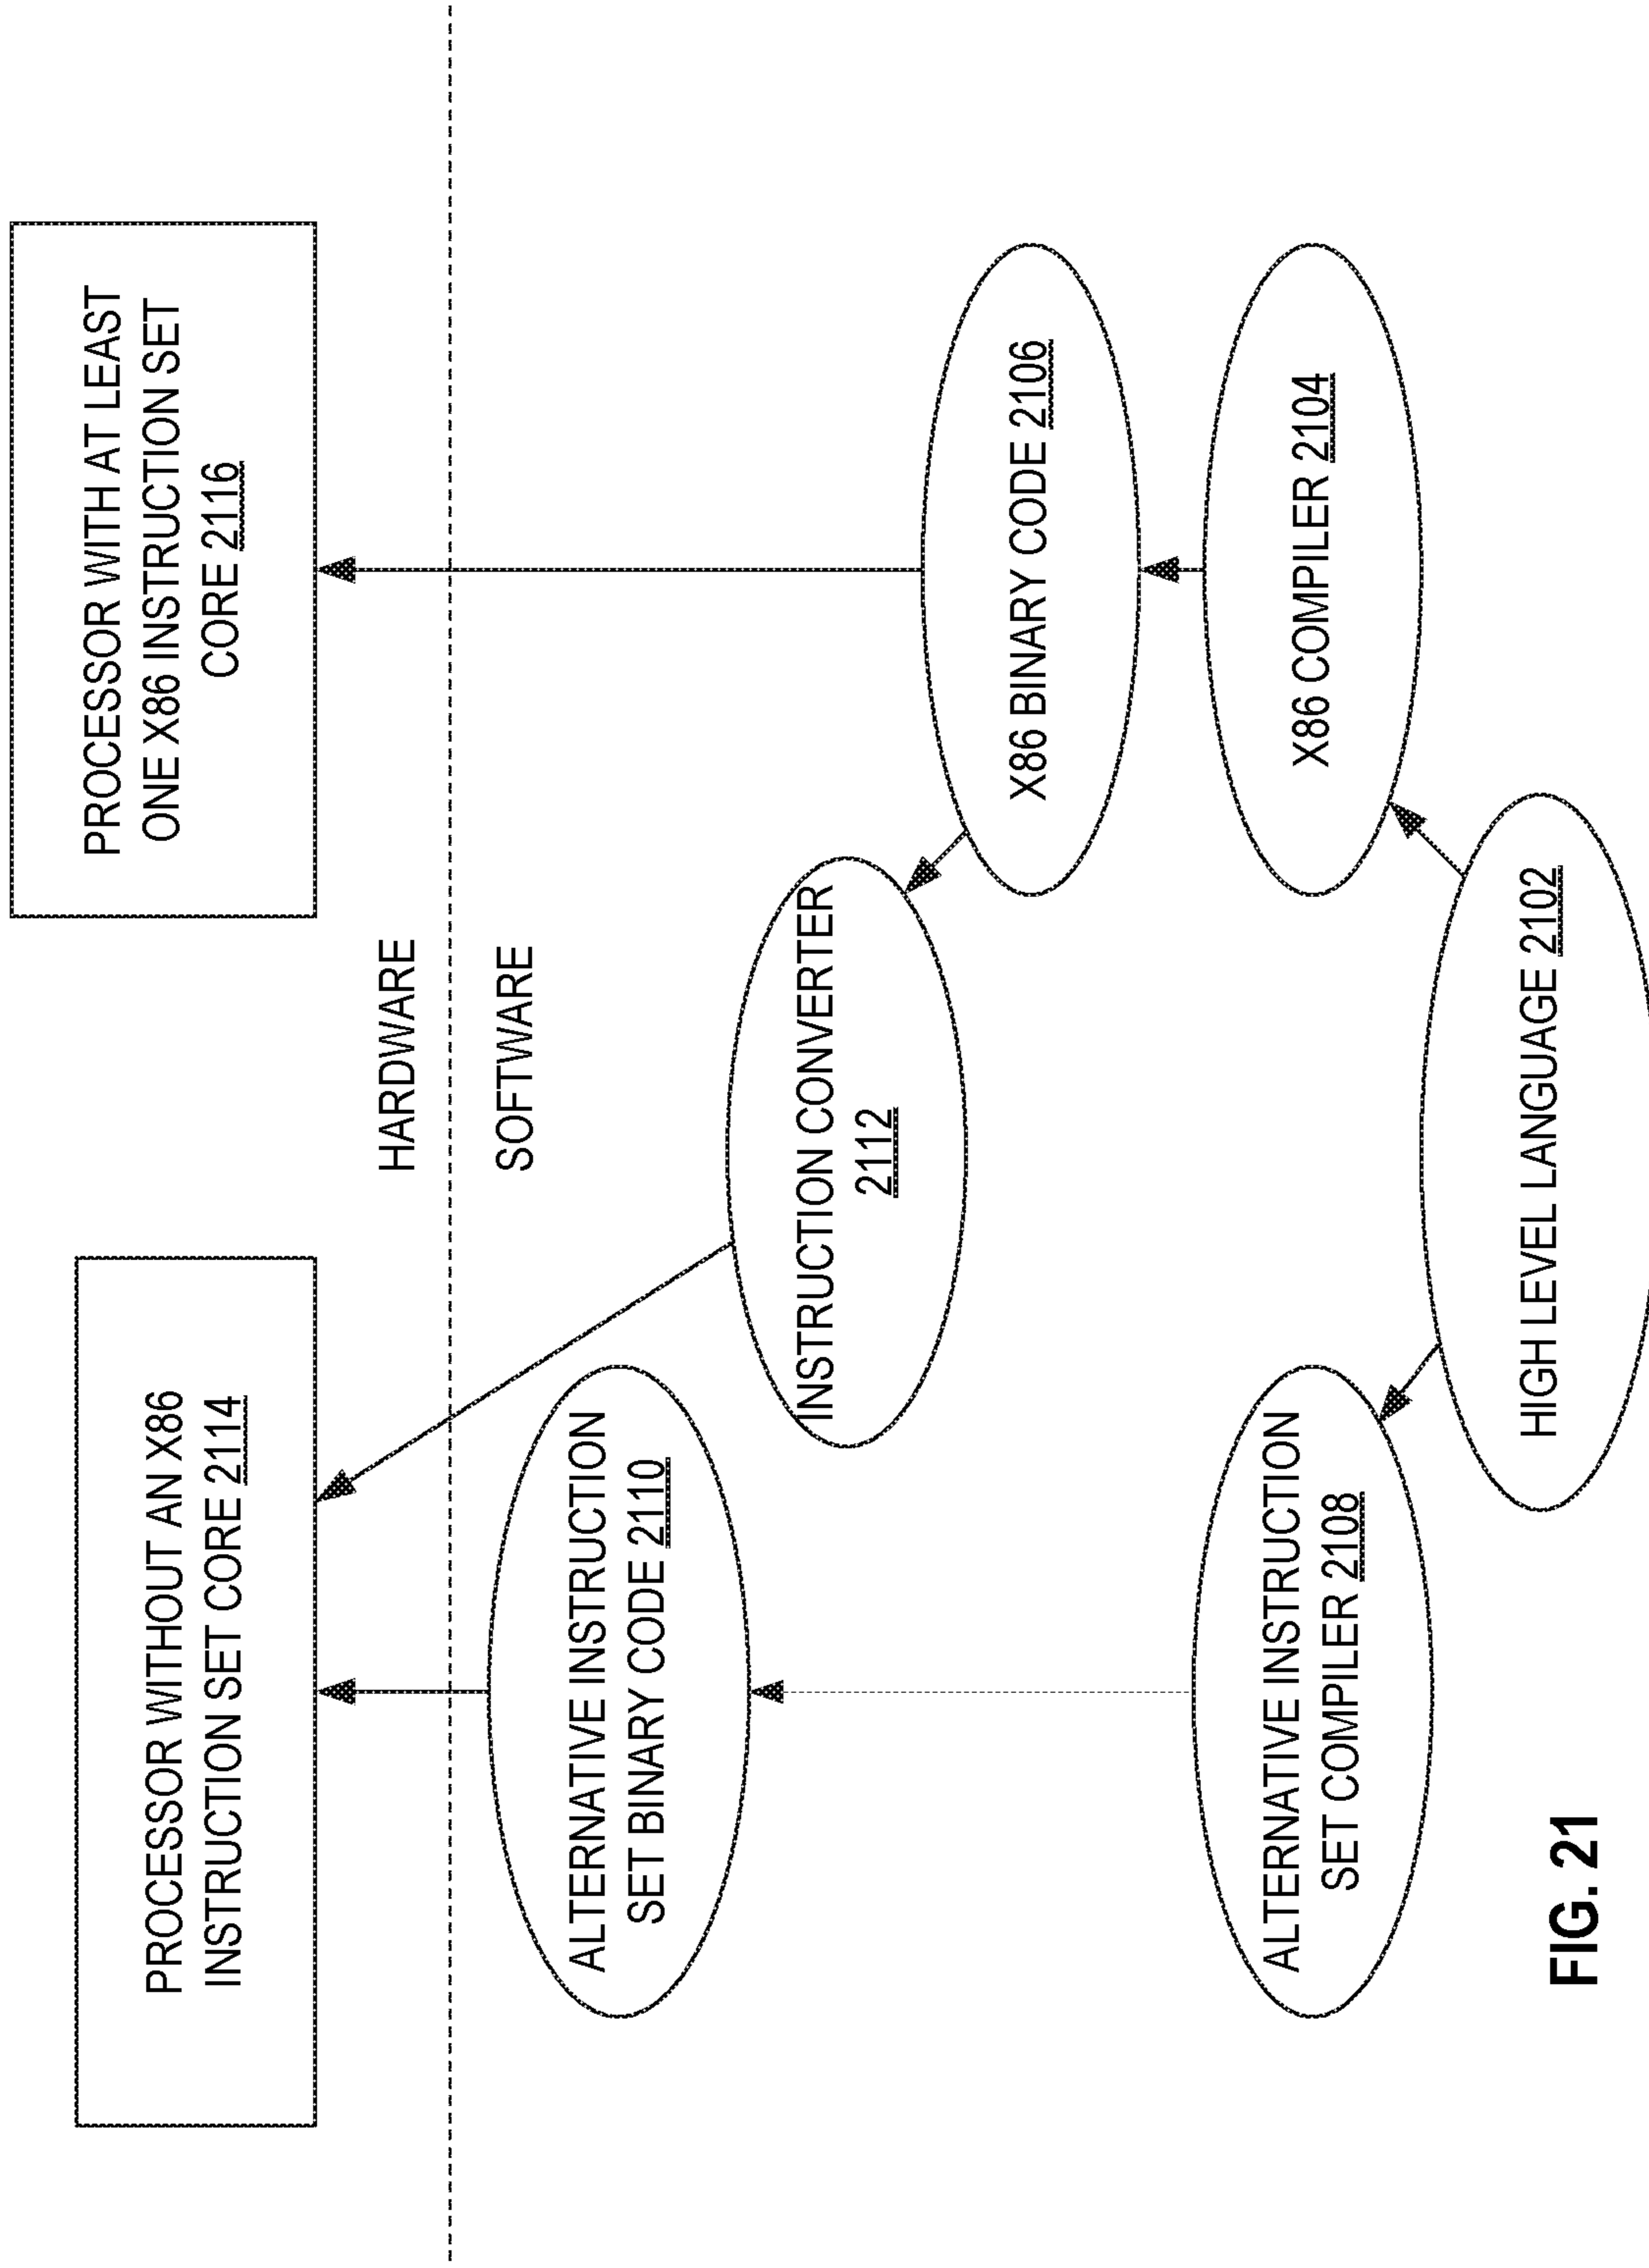 PROCESSOR WITHOUT AN X86
INSTRUCTION SET CORE 2114
PROCESSOR WITH AT LEAST
ONE X86 INSTRUCTION SET
CORE 2116
HARDWARE
SOFTWARE
ALTERNATIVE INSTRUCTION
SET BINARY CODE 2110
INSTRUCTION CONVERTER
2112
X86 BINARY CODE 2106
ALTERNATIVE INSTRUCTION
SET COMPILER 2108
X86 COMPILER 2104
HIGH LEVEL LANGUAGE 2102
FIG. 21